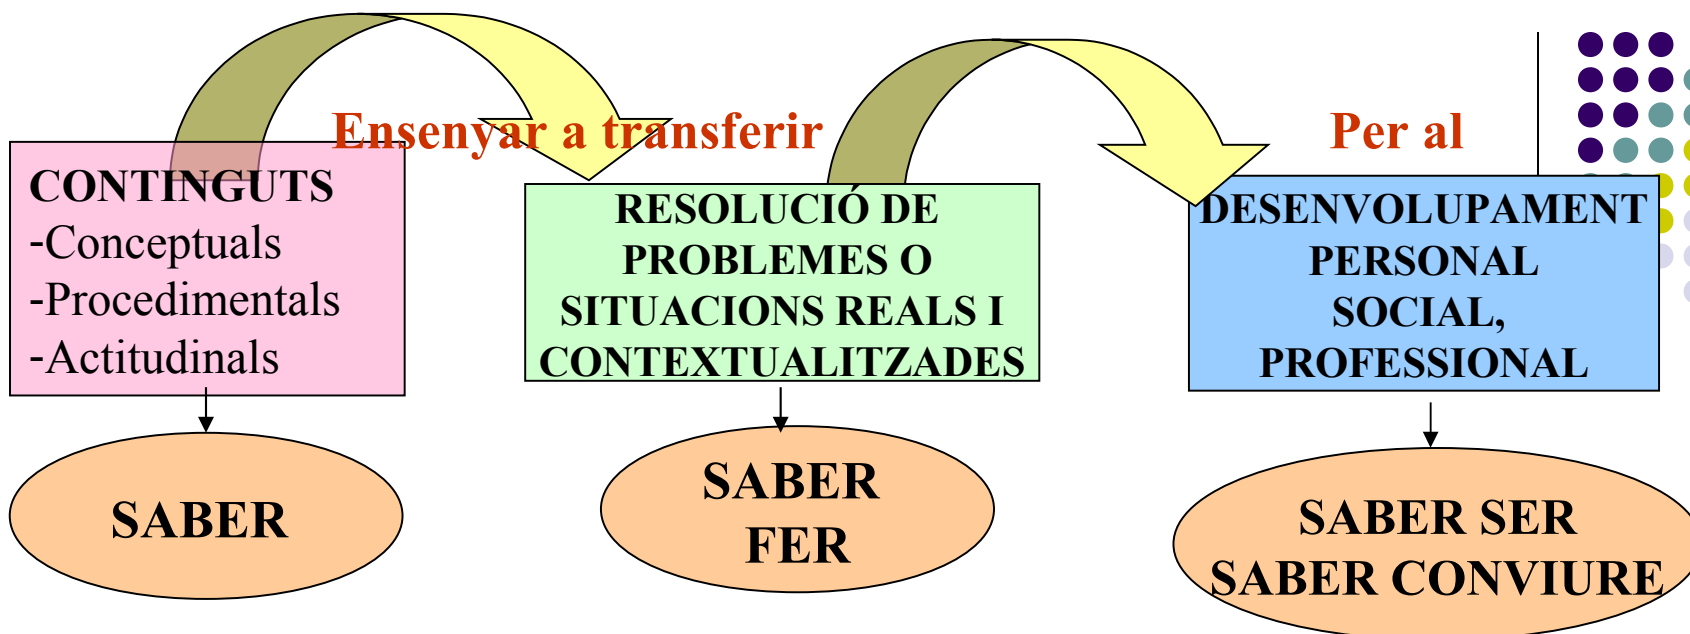 Ensenyar a transferir
Per al
CONTINGUTS
-Conceptuals
-Procedimentals
-Actitudinals
RESOLUCIÓ DE
PROBLEMES O
SITUACIONS REALS I
CONTEXTUALITZADES
DESENVOLUPAMENT
PERSONAL
SOCIAL,
PROFESSIONAL
SABER
SABER
FER
SABER SER
SABER CONVIURE